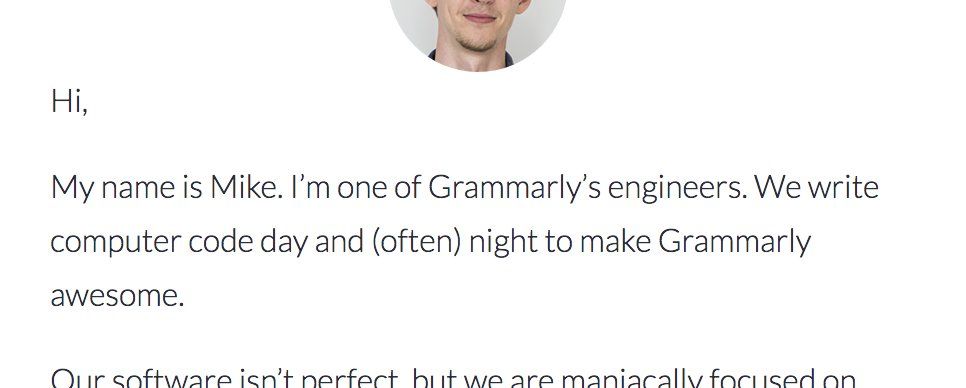 Hi,
My name is Mike. I’m one of Grammarly’s engineers. We write
computer code day and (often) night to make Grammarly
awesome.
Our software isn’t perfect, but we are maniacally focused on